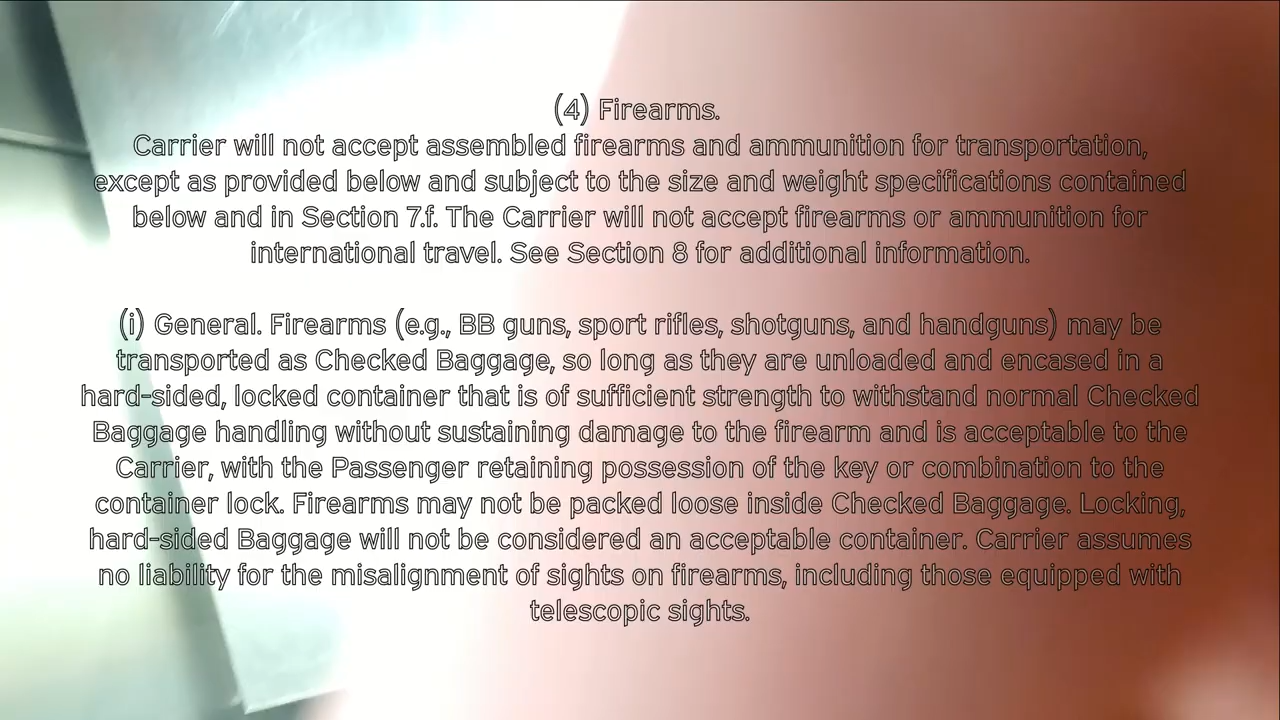 (4) Firearms.
Carrier will not accept assembled firearms and ammunition for transportation,
except as provided below and subject to the size and weight specifications contained
below and in Section 7.f. The Carrier will not accept firearms or ammunition for
international travel. See Section 8 for additional information.
(i) General. Firearms (e.g., BB guns, sport rifles, shotguns, and handguns) may be
transported as Checked Baggage, so long as they are unloaded and encased in a
hard-sided, locked container that is of sufficient strength to withstand normal Checked
Baggage handling without sustaining damage to the firearm and is acceptable to the
Carrier, with the Passenger retaining possession of the key or combination to the
container lock. Firearms may not be packed loose inside Checked Baggage. Locking,
hard-sided Baggage will not be considered an acceptable container. Carrier assumes
no liability for the misalignment of sights on firearms, including those equipped with
telescopic sights.